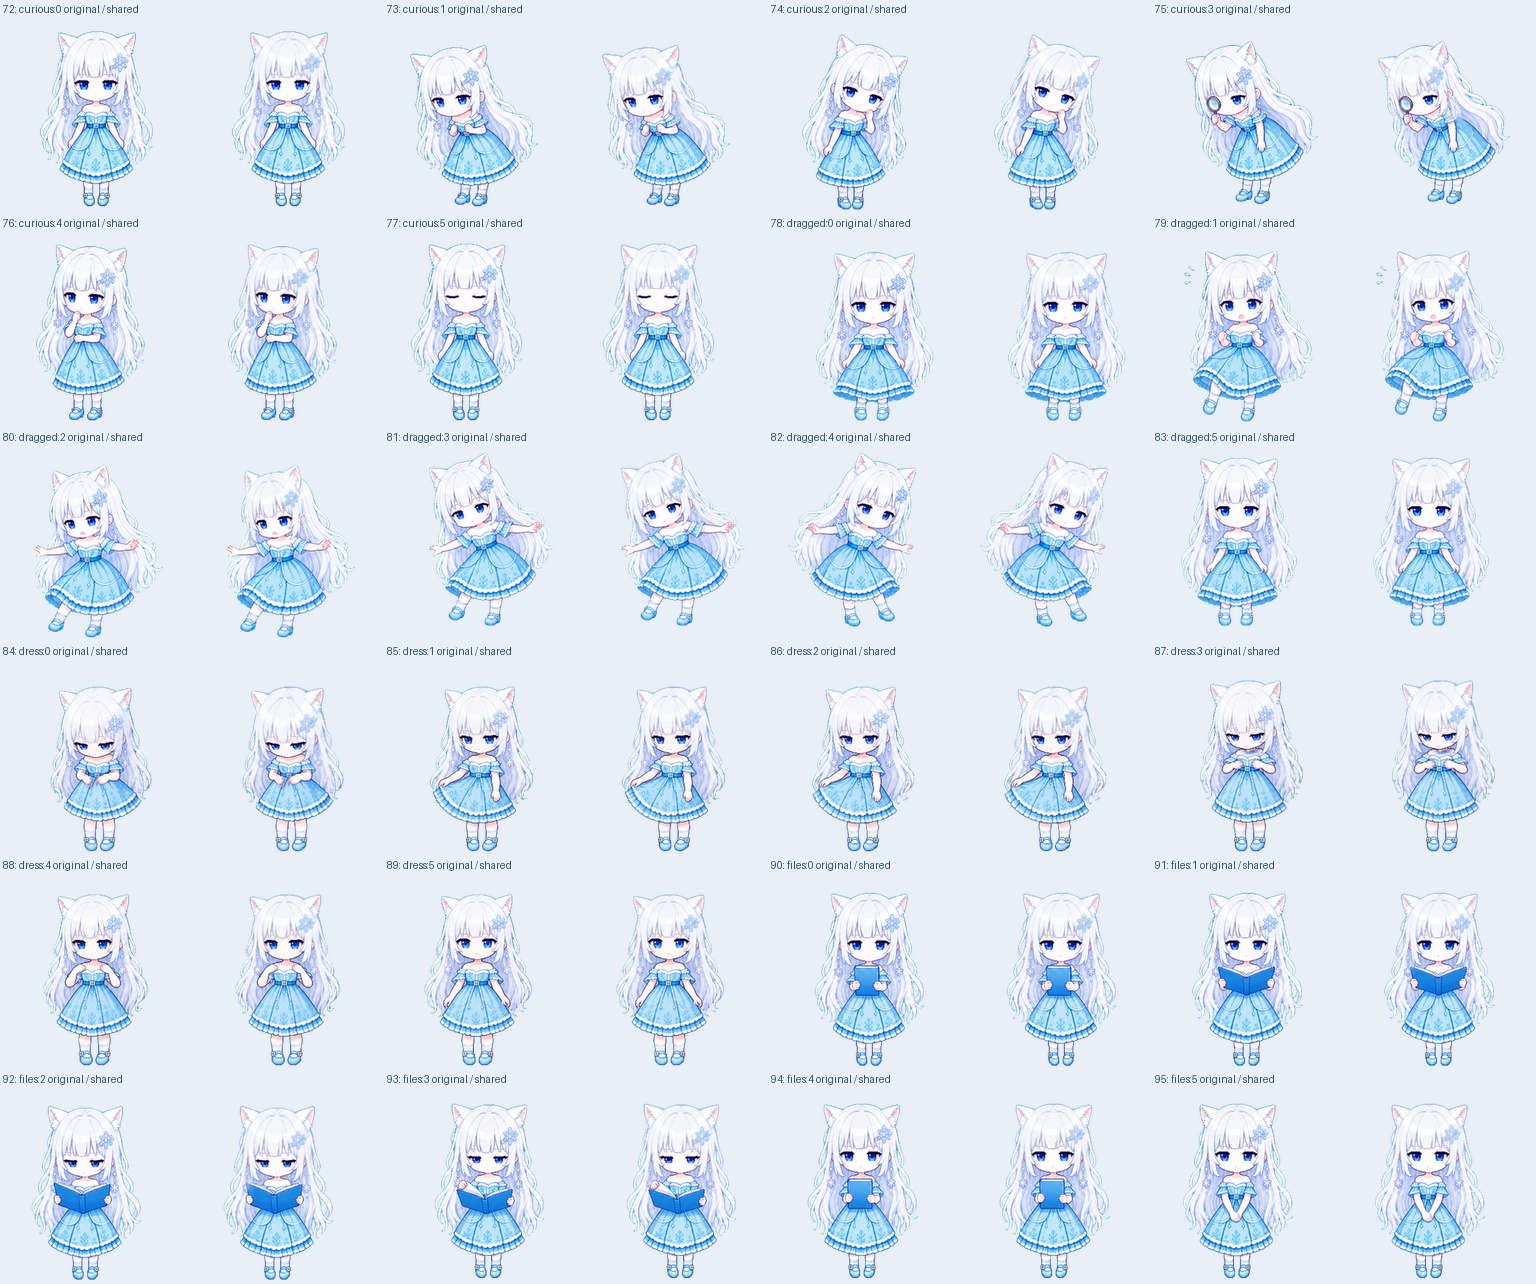 72: curious:0 original/shared
73: curious:1 original/shared
74: curious:2 original/shared
75: curious:3 original/shared
76: curious:4 original/shared
77: curious:5 original/shared
78: dragged:0 original/shared
79: dragged:1 original/shared
80: dragged:2 original/shared
81: dragged:3 original/shared
82: dragged:4 original/shared
83: dragged:5 original/shared
84: dress:0 original/shared
85: dress:1 original/shared
86: dress:2 original/shared
87: dress:3 original/shared
88: dress:4 original/shared
89: dress:5 original/shared
90: files:0 original/shared
91: files:1 original/shared
92: files:2 original/shared
93: files:3 original/shared
94: files:4 original/shared
95: files:5 original/shared